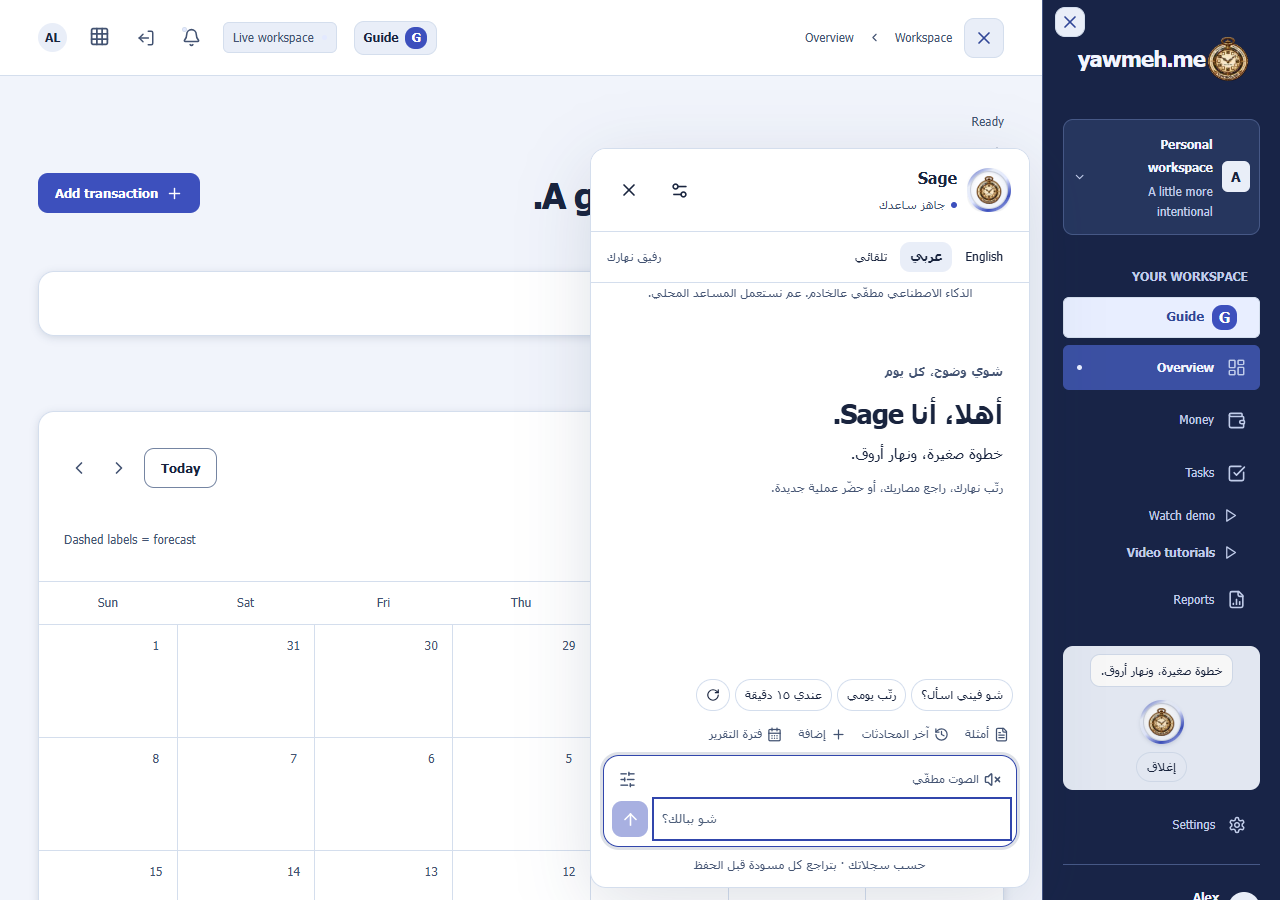 yawmeh.me
Personal workspace
A little more intentional
A
YOUR WORKSPACE
Guide G
Overview
Money
Tasks
Watch demo
Video tutorials
Reports
خطوة صغيرة، ونهار أروق.
إغلاق
Settings
Alex
AL
Live workspace
Guide G
Overview
Workspace
Ready
Add transaction
Today
Dashed labels = forecast
Sun Sat Fri Thu
1 31 30 29
8 7 6 5
15 14 13 12
Sage
جاهز ساعدك
English عربي تلقائي
رفيق نهارك
الذكاء الاصطناعي مطفّي عالخادم. عم نستعمل المساعد المحلي.
شوي وضوح، كل يوم
أهلا، أنا Sage.
خطوة صغيرة، ونهار أروق.
رتّب نهارك، راجع مصاريك، أو حضّر عملية جديدة.
شو فيني اسأل؟ رتّب يومي عندي ١٥ دقيقة
أمثلة آخر المحادثات إضافة فترة التقرير
الصوت مطفّي
شو ببالك؟
حسب سجلاتك · بتراجع كل مسودة قبل الحفظ